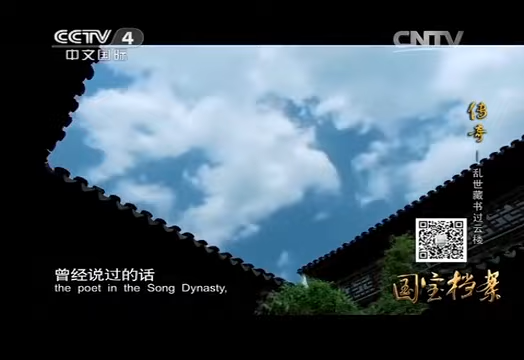 CCTV 4
中文国际
CNTV
传奇
——乱世藏书过云楼
国宝档案
曾经说过的话
the poet in the Song Dynasty,